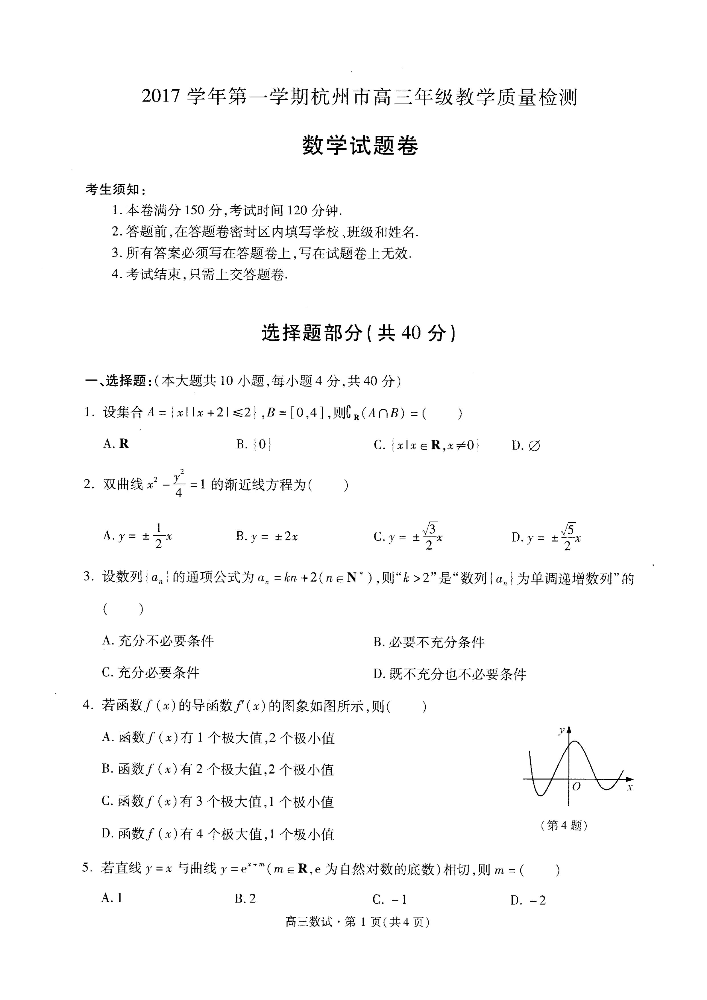 2017 学年第一学期杭州市高三年级教学质量检测
数学试题卷
考生须知:
1. 本卷满分 150 分,考试时间 120 分钟.
2. 答题前,在答题卷密封区内填写学校、班级和姓名.
3. 所有答案必须写在答题卷上,写在试题卷上无效.
4. 考试结束,只需上交答题卷.
选择题部分(共 40 分)
一、选择题:(本大题共 10 小题,每小题 4 分,共 40 分)
1. 设集合 A = {x||x+2|≤2},B=[0,4],则∁R(A∩B) = (　　)
A. R　B. {0}　C. {x|x∈R,x≠0}　D. ∅
2. 双曲线 x² - y²/4 = 1 的渐近线方程为(　　)
A. y = ±1/2 x　B. y = ±2x　C. y = ±√3/2 x　D. y = ±√5/2 x
3. 设数列{aₙ}的通项公式为 aₙ = kn+2(n∈N*),则“k>2”是“数列{aₙ}为单调递增数列”的
(　　)
A. 充分不必要条件　B. 必要不充分条件
C. 充分必要条件　D. 既不充分也不必要条件
4. 若函数 f (x)的导函数 f′(x)的图象如图所示,则(　　)
A. 函数 f (x)有 1 个极大值,2 个极小值
B. 函数 f (x)有 2 个极大值,2 个极小值
C. 函数 f (x)有 3 个极大值,1 个极小值
D. 函数 f (x)有 4 个极大值,1 个极小值
y
O
x
(第 4 题)
5. 若直线 y = x 与曲线 y = eˣ⁺ᵐ(m∈R,e 为自然对数的底数)相切,则 m = (　　)
A. 1　B. 2　C. -1　D. -2
高三数试·第 1 页(共 4 页)